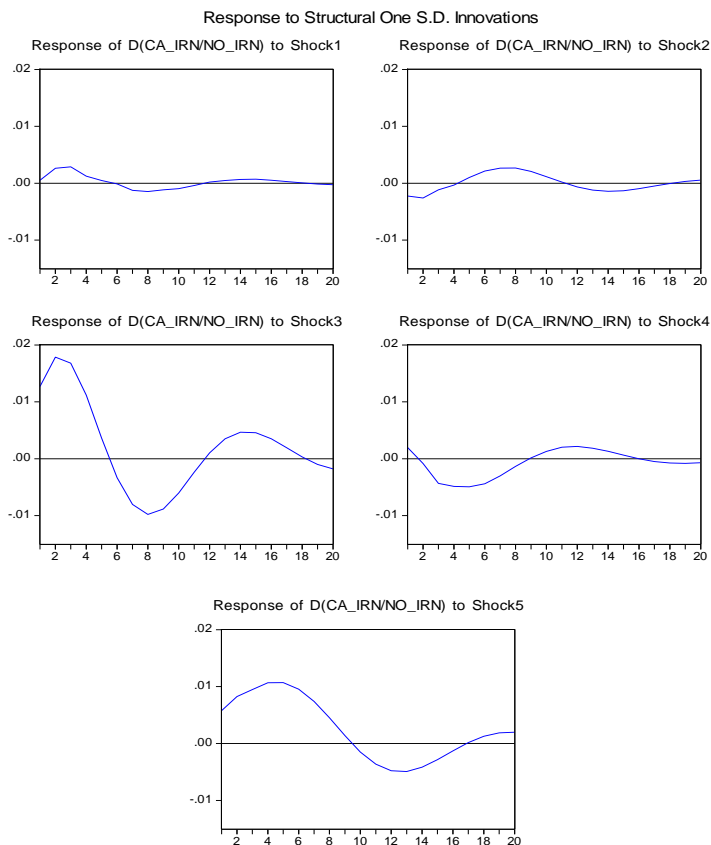 Response to Structural One S.D. Innovations
Response of D(CA_IRN/NO_IRN) to Shock1
.02
.01
.00
-.01
2 4 6 8 10 12 14 16 18 20
Response of D(CA_IRN/NO_IRN) to Shock2
.02
.01
.00
-.01
2 4 6 8 10 12 14 16 18 20
Response of D(CA_IRN/NO_IRN) to Shock3
.02
.01
.00
-.01
2 4 6 8 10 12 14 16 18 20
Response of D(CA_IRN/NO_IRN) to Shock4
.02
.01
.00
-.01
2 4 6 8 10 12 14 16 18 20
Response of D(CA_IRN/NO_IRN) to Shock5
.02
.01
.00
-.01
2 4 6 8 10 12 14 16 18 20